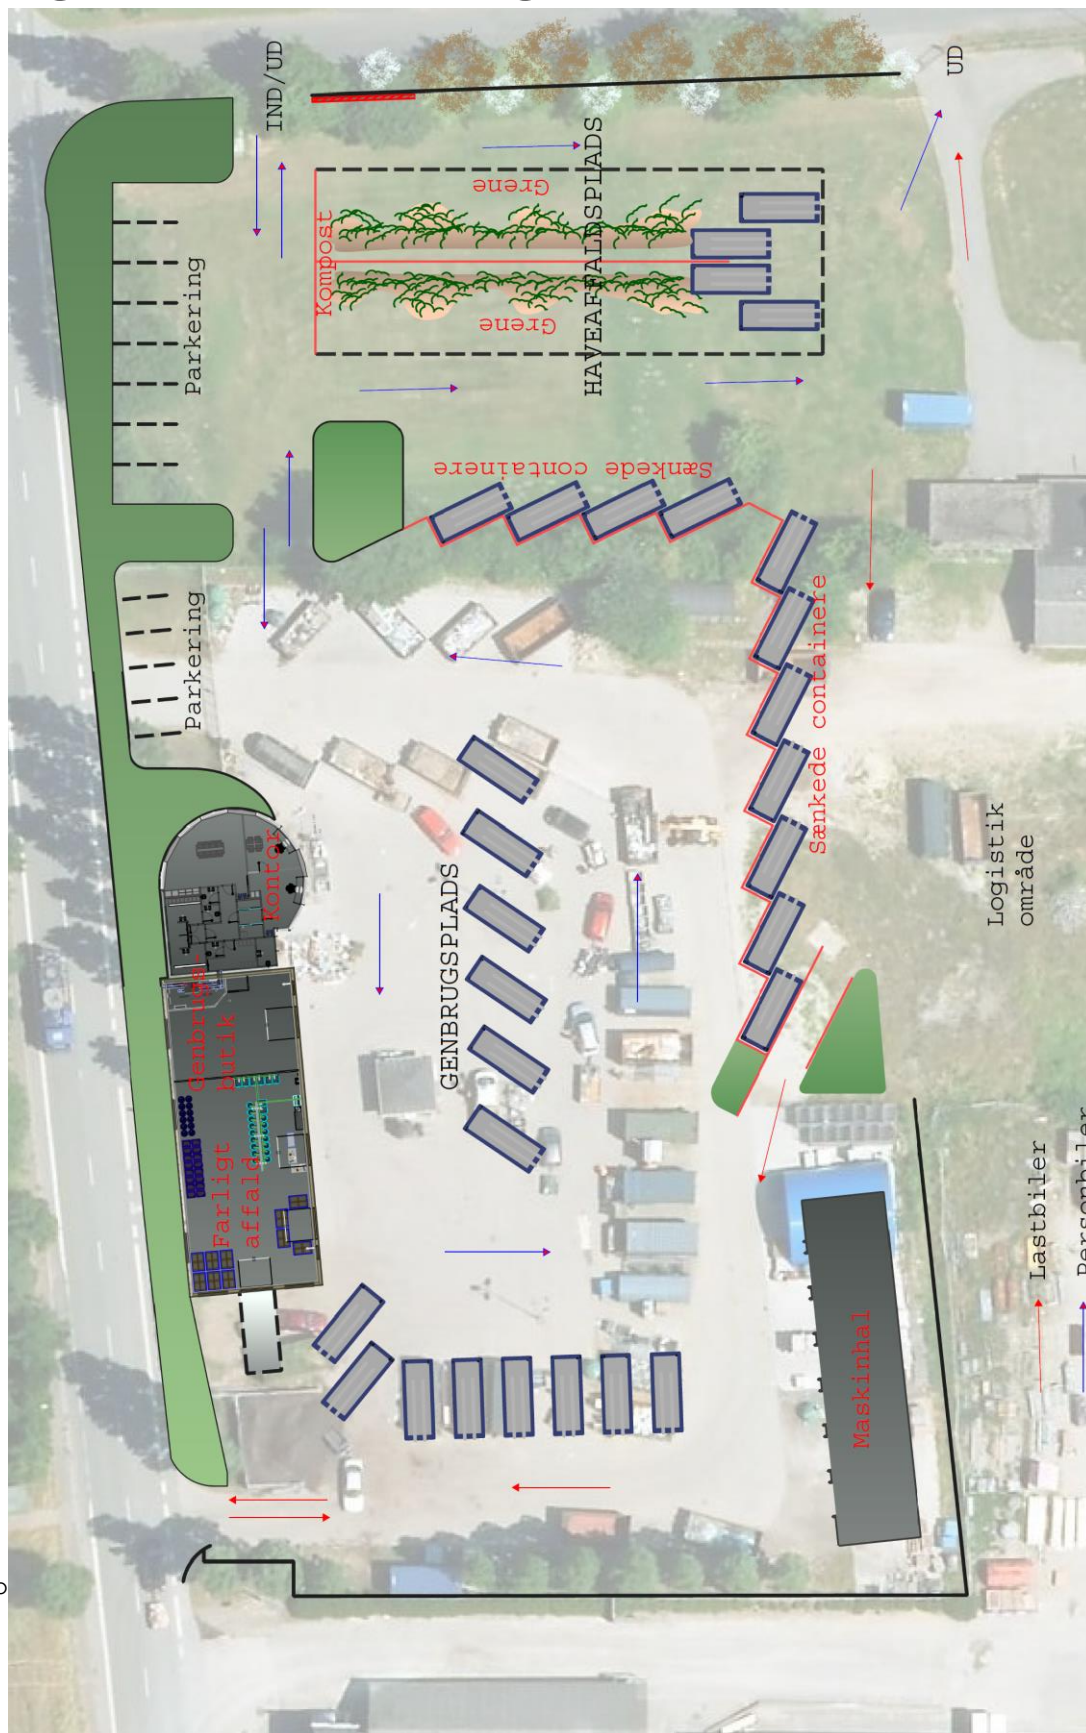 IND/UD
UD
HAVEAFFALDSPLADS
Grene
Grene
Kompost
Parkering
Sænkede containere
Parkering
Sænkede containere
Kontor
Genbrugs-
butik
GENBRUGSPLADS
Logistik
område
Farligt
affald
Maskinhal
Lastbiler
Personbiler